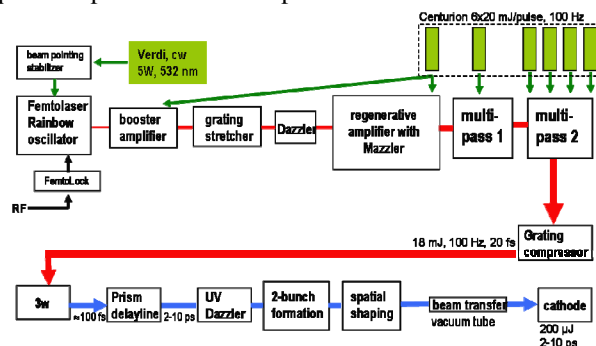 Centurion 6x20 mJ/pulse, 100 Hz
beam pointing
stabilizer
Verdi, cw
5W, 532 nm
Femtolaser
Rainbow
oscillator
booster
amplifier
grating
stretcher
Dazzler
regenerative
amplifier with
Mazzler
multi-
pass 1
multi-
pass 2
FemtoLock
RF
18 mJ, 100 Hz, 20 fs
Grating
compressor
3w
≈100 fs
Prism
delayline
2-10 ps
UV
Dazzler
2-bunch
formation
spatial
shaping
beam transfer
vacuum tube
cathode
200 µJ
2-10 ps